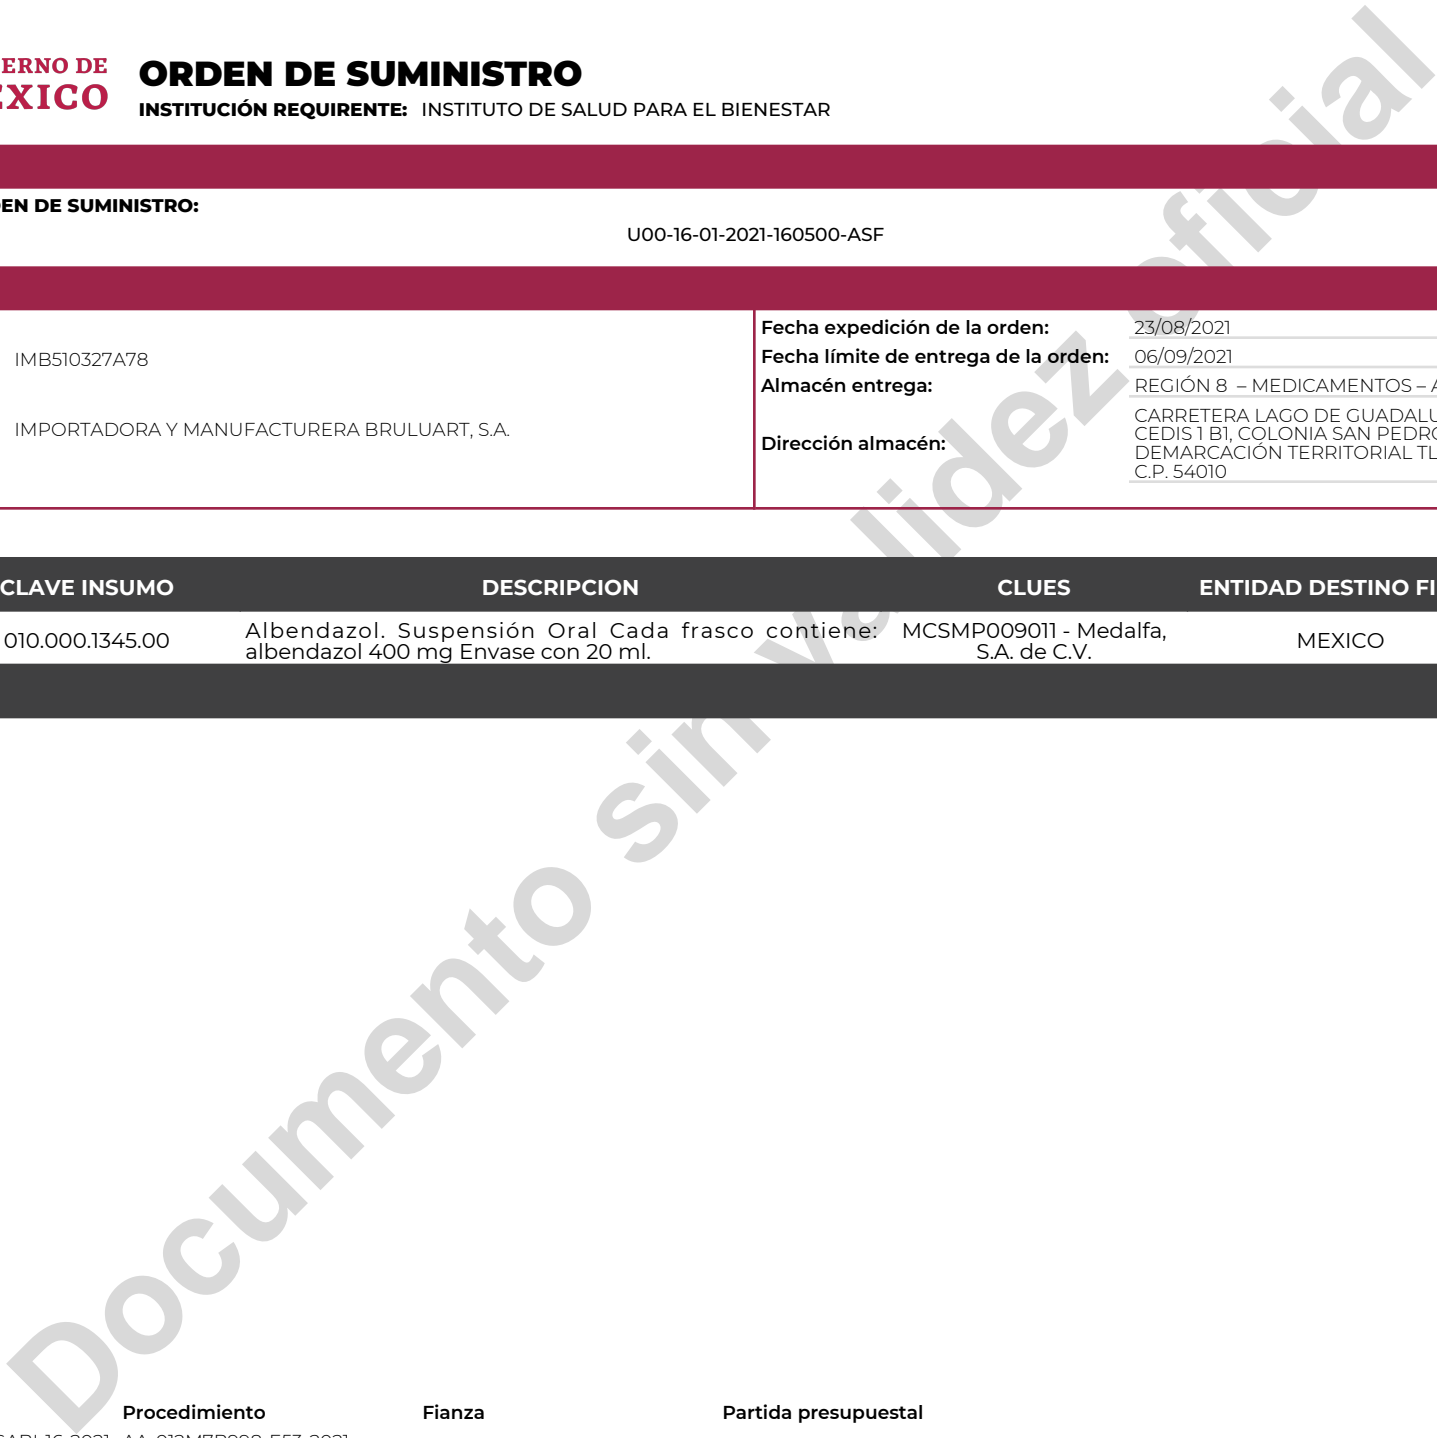 ERNO DE
EXICO
ORDEN DE SUMINISTRO
INSTITUCIÓN REQUIRENTE: INSTITUTO DE SALUD PARA EL BIENESTAR
EN DE SUMINISTRO:
U00-16-01-2021-160500-ASF
IMB510327A78
IMPORTADORA Y MANUFACTURERA BRULUART, S.A.
Fecha expedición de la orden: 23/08/2021
Fecha límite de entrega de la orden: 06/09/2021
Almacén entrega: REGIÓN 8 – MEDICAMENTOS – A
Dirección almacén:
CARRETERA LAGO DE GUADALU
CEDIS 1 B1, COLONIA SAN PEDRO
DEMARCACIÓN TERRITORIAL TL
C.P. 54010
CLAVE INSUMO DESCRIPCION CLUES ENTIDAD DESTINO FI
010.000.1345.00
Albendazol. Suspensión Oral Cada frasco contiene:
albendazol 400 mg Envase con 20 ml.
MCSMP009011 - Medalfa,
S.A. de C.V.
MEXICO
Documento sin validez oficial
Procedimiento Fianza Partida presupuestal